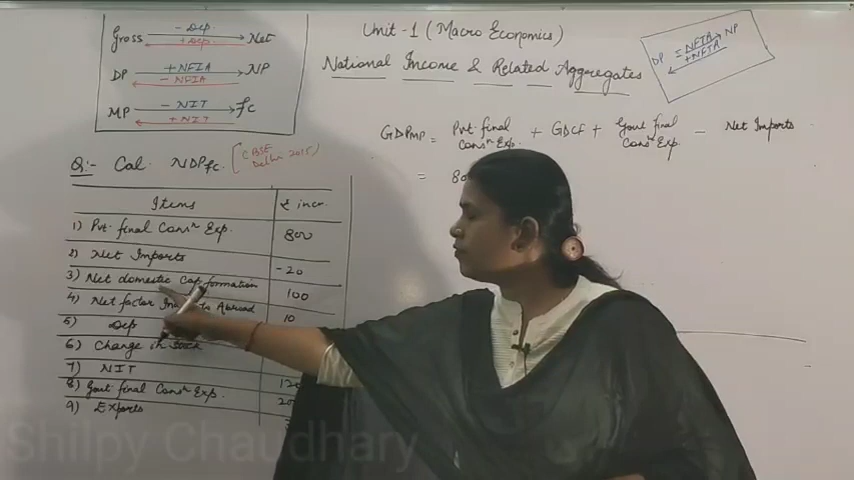 Unit-1 (Macro Economics)
National Income & Related Aggregates
Gross - Dep Net
+ Dep.
DP +NFIA NP
- NFIA
MP - NIT fc
+ NIT
DP - NFIA NP
+NFIA
GDPMP = Pvt final Consn Exp. + GDCF + Govt final Consn Exp. - Net Imports
= 80
Q:- Cal. NDPfc. [CBSE Delhi 2015)
Items ₹ in cr.
1) Pvt. final Consn Exp. 800
2) Net Imports -20
3) Net domestic Cap formation 100
4) Net factor to Abroad 10
5) Dep
6) Change in Stock
7) NIT 120
8) Govt final Consn Exp. 20
9) Exports
Shilpy Chaudhary